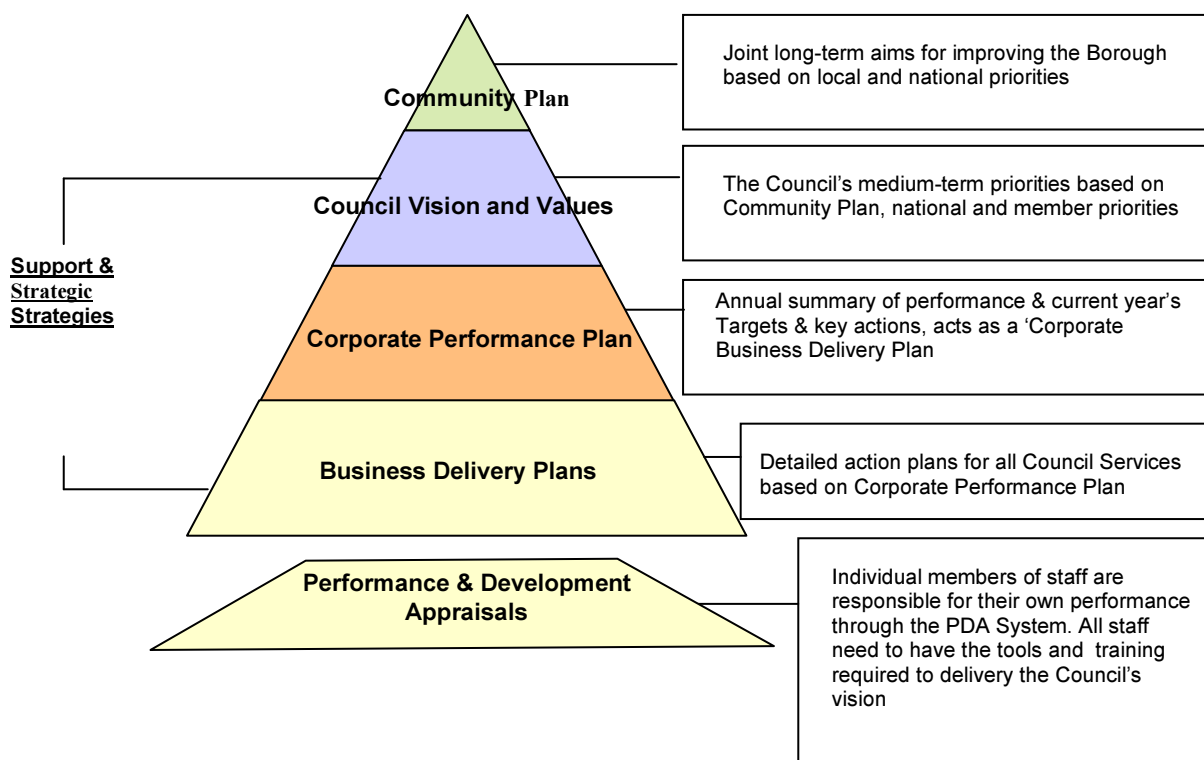 Community Plan
Joint long-term aims for improving the Borough
based on local and national priorities
Council Vision and Values
The Council’s medium-term priorities based on
Community Plan, national and member priorities
Support &
Strategic
Strategies
Corporate Performance Plan
Annual summary of performance & current year’s
Targets & key actions, acts as a ‘Corporate
Business Delivery Plan
Business Delivery Plans
Detailed action plans for all Council Services
based on Corporate Performance Plan
Performance & Development
Appraisals
Individual members of staff are
responsible for their own performance
through the PDA System. All staff
need to have the tools and  training
required to delivery the Council’s
vision